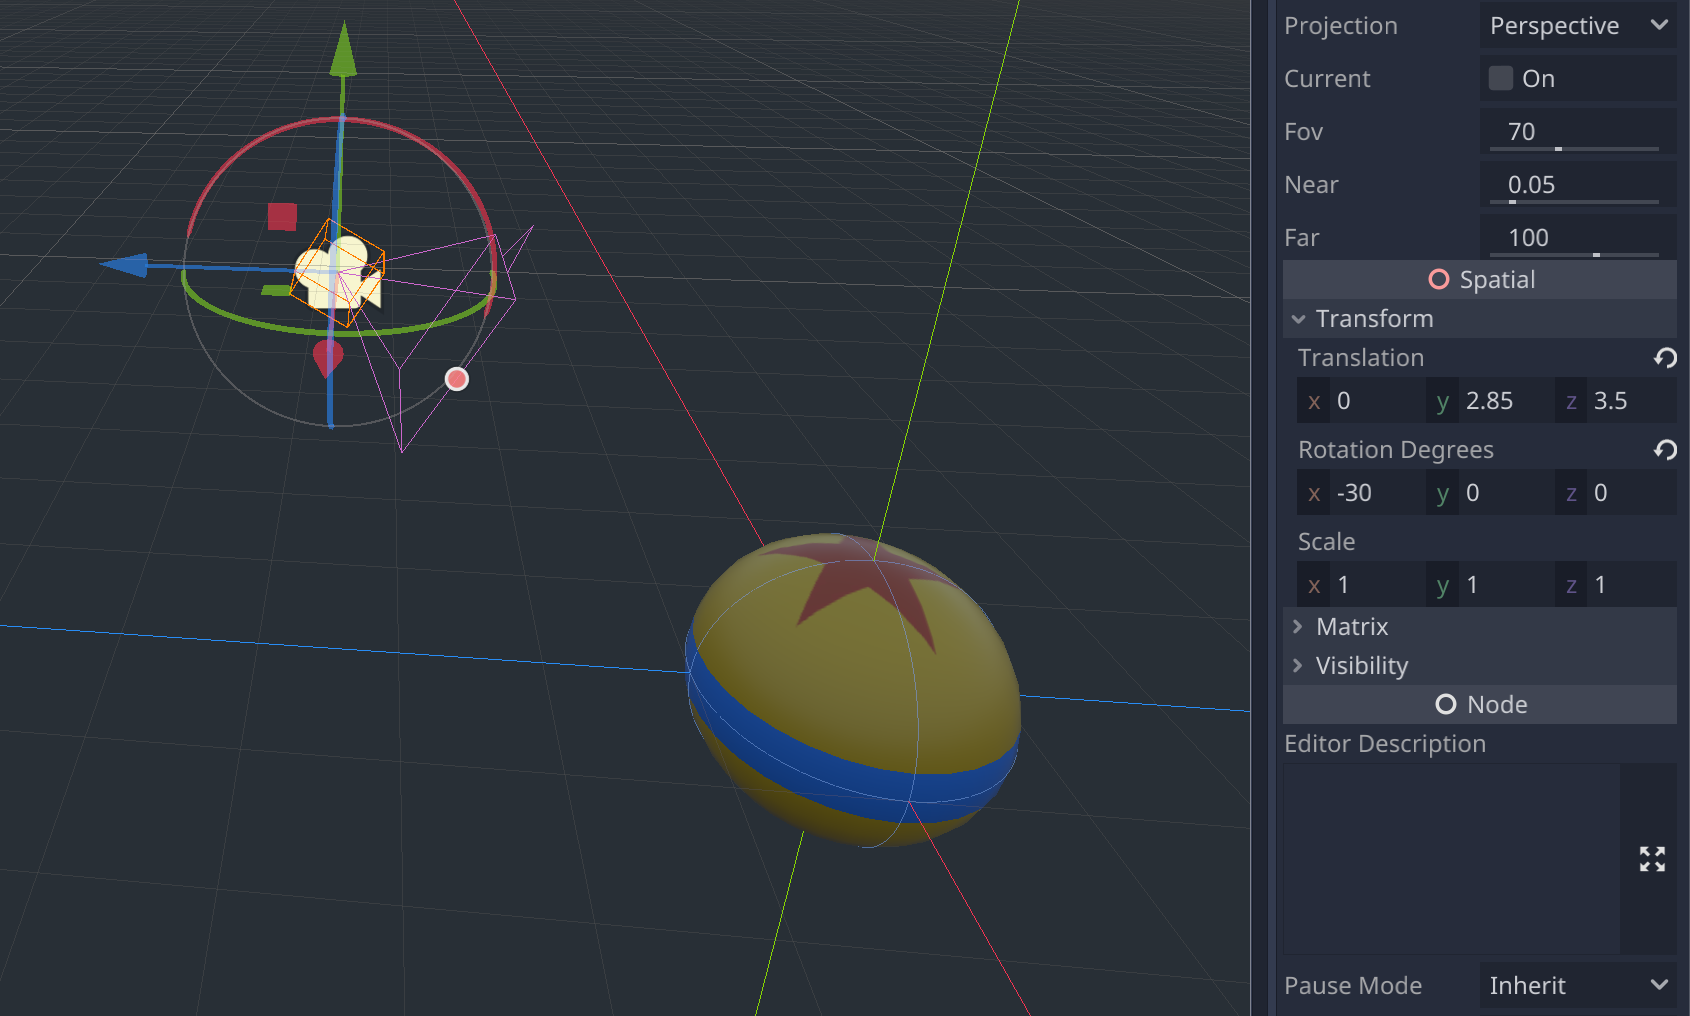 Projection Perspective
Current On
Fov 70
Near 0.05
Far 100
Spatial
Transform
Translation
x 0 y 2.85 z 3.5
Rotation Degrees
x -30 y 0 z 0
Scale
x 1 y 1 z 1
Matrix
Visibility
Node
Editor Description
Pause Mode Inherit